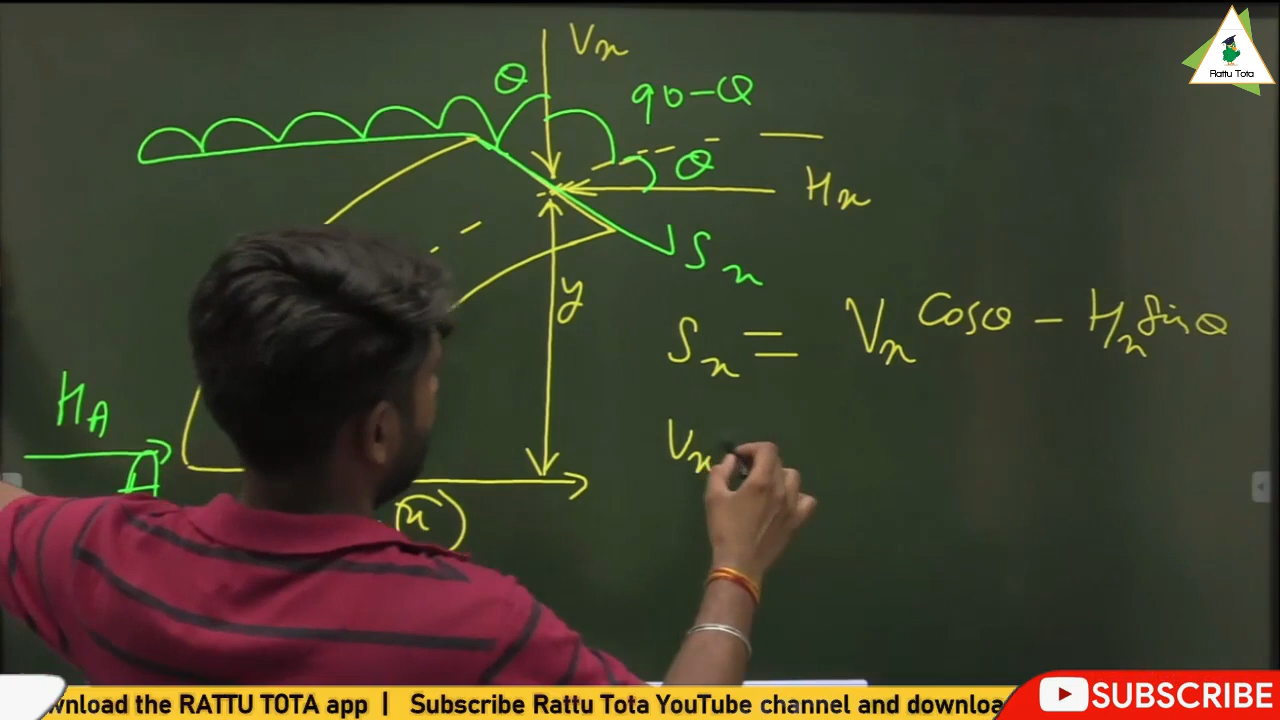 Vx
θ
90-θ
θ
Hx
Sx
y
Sx = Vx cosθ - Hx sinθ
HA
Vx
(x)
Rattu Tota
wnload the RATTU TOTA app | Subscribe Rattu Tota YouTube channel and downloa
SUBSCRIBE